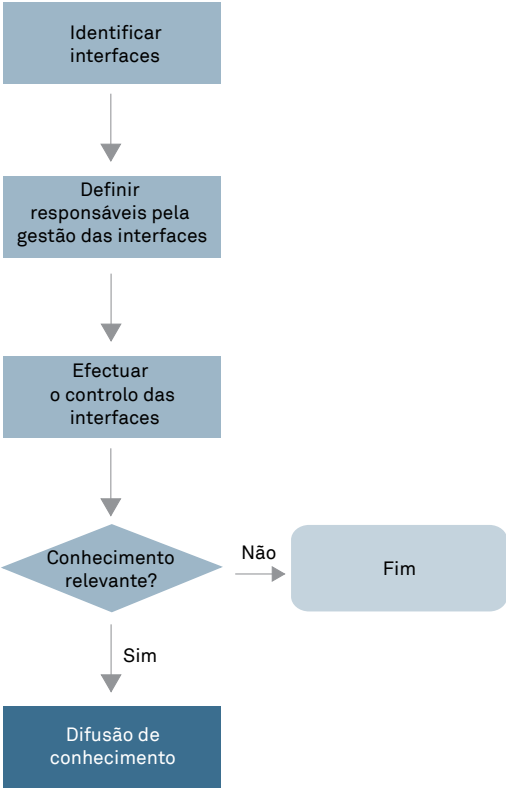 Identificar
interfaces
Definir
responsáveis pela
gestão das interfaces
Efectuar
o controlo das
interfaces
Conhecimento
relevante?
Não
Fim
Sim
Difusão de
conhecimento